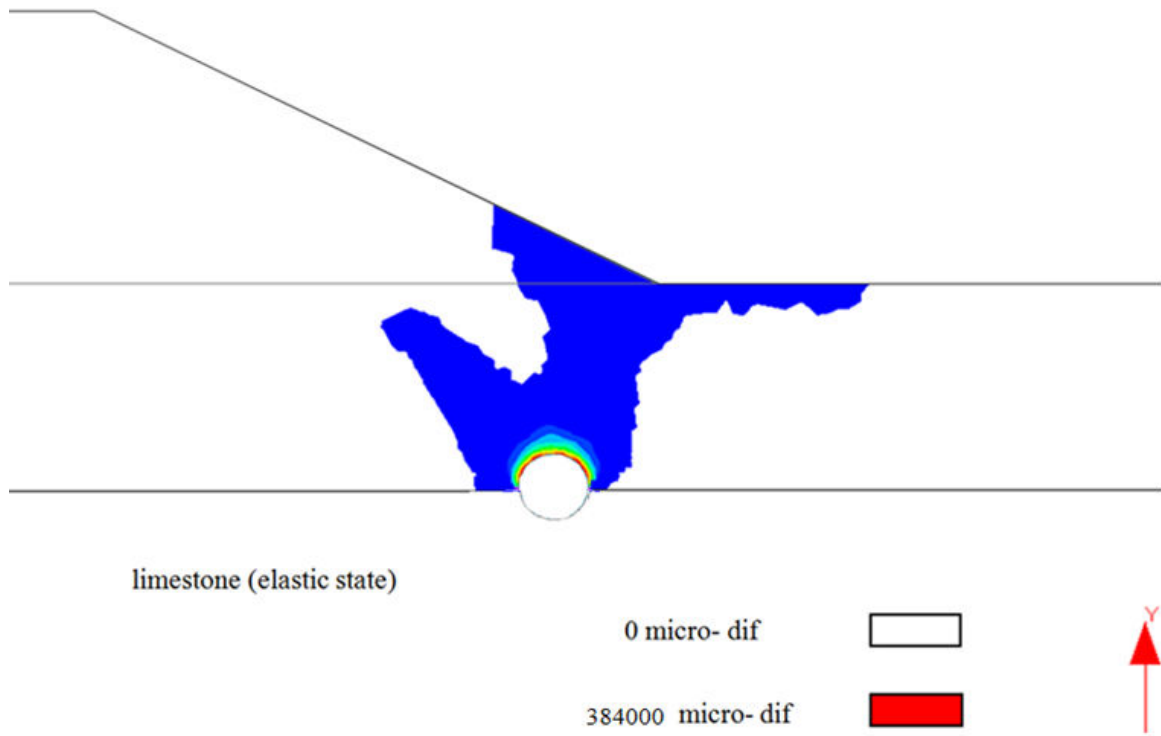 limestone (elastic state)
0 micro- dif
384000 micro- dif
Y